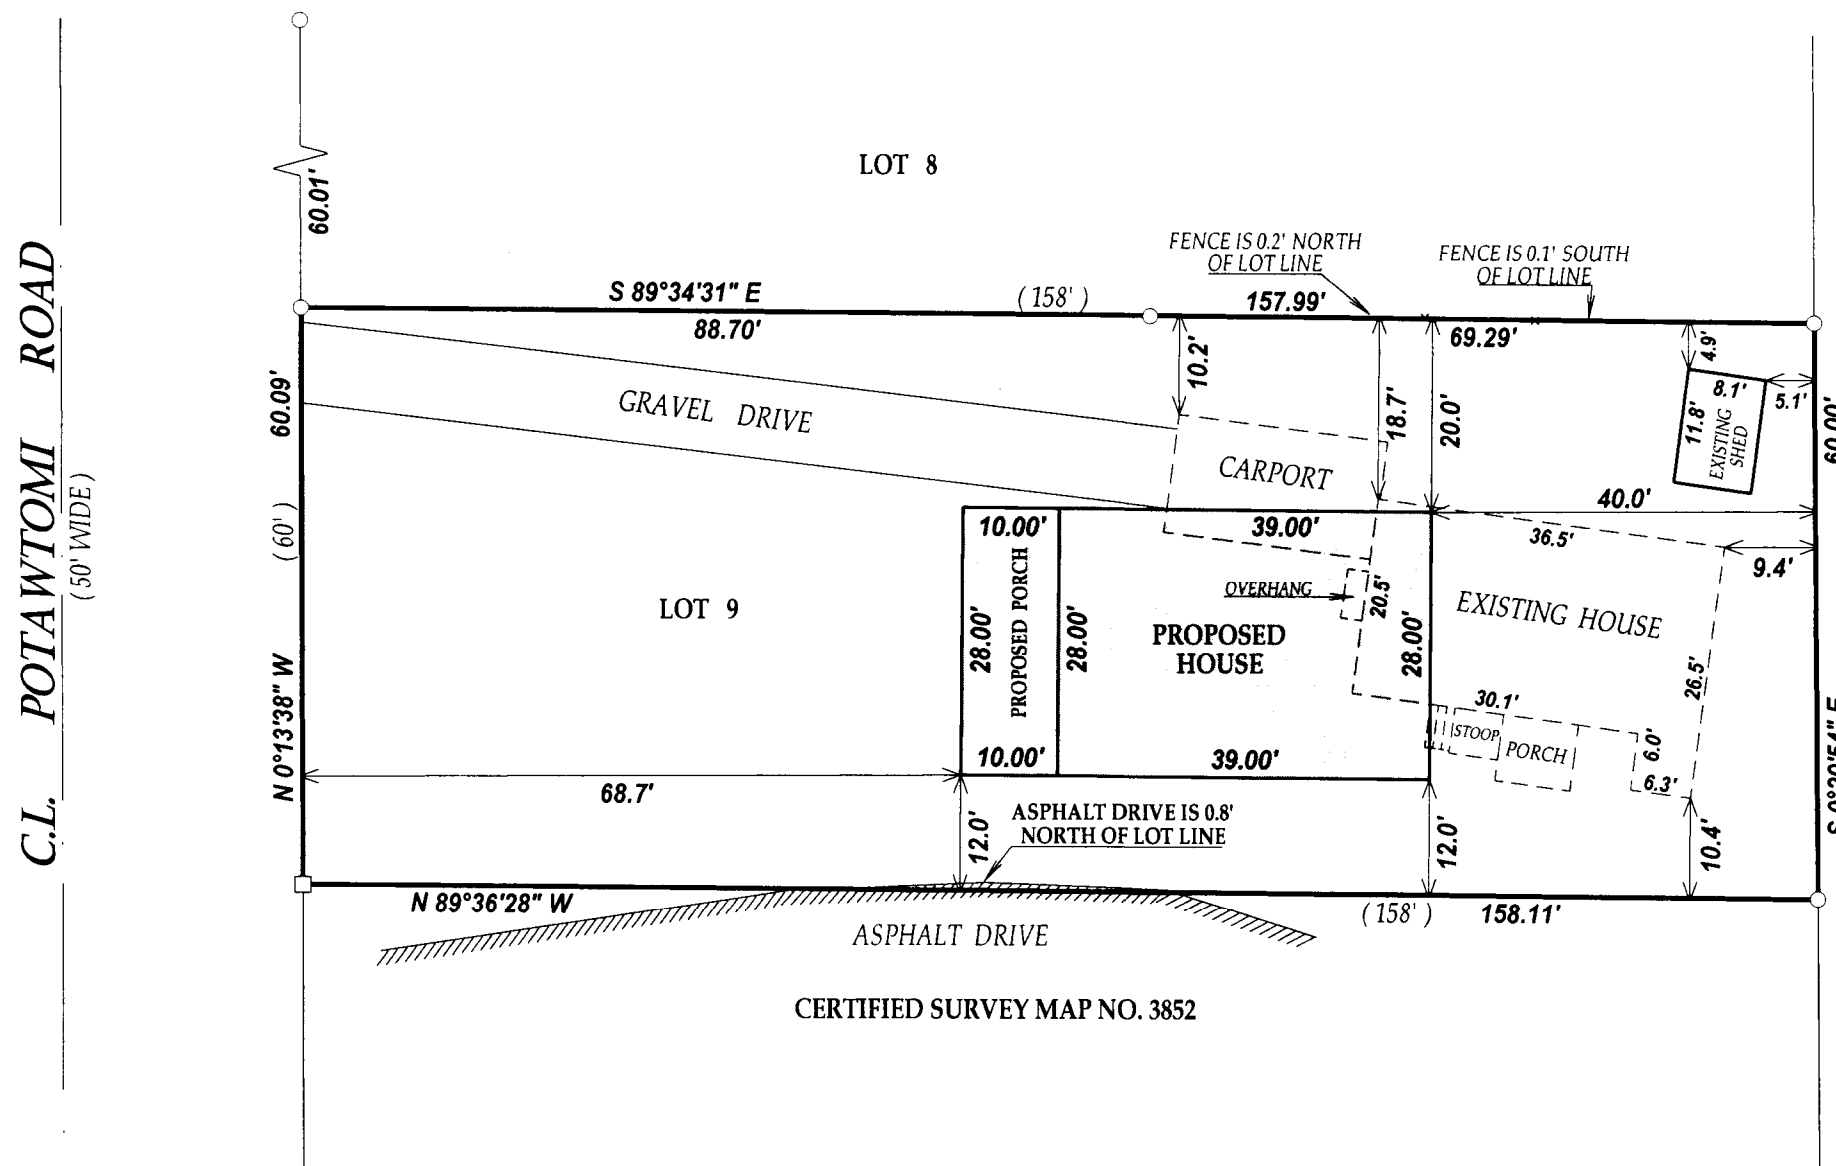 C.L. POTAWTOMI ROAD
( 50' WIDE )
60.01'
LOT 8
FENCE IS 0.2' NORTH
OF LOT LINE
FENCE IS 0.1' SOUTH
OF LOT LINE
S 89°34'31" E
( 158' )
157.99'
88.70'
69.29'
60.09'
( 60' )
N 0°13'38" W
GRAVEL DRIVE
10.2'
18.7'
20.0'
4.9'
8.1'
5.1'
11.8'
EXISTING
SHED
60.00'
CARPORT
40.0'
10.00'
39.00'
36.5'
9.4'
LOT 9
28.00'
PROPOSED PORCH
28.00'
OVERHANG
20.5'
PROPOSED
HOUSE
28.00'
EXISTING HOUSE
26.5'
30.1'
STOOP
PORCH
6.0'
6.3'
10.00'
39.00'
68.7'
12.0'
ASPHALT DRIVE IS 0.8'
NORTH OF LOT LINE
12.0'
10.4'
N 89°36'28" W
( 158' )
158.11'
ASPHALT DRIVE
CERTIFIED SURVEY MAP NO. 3852